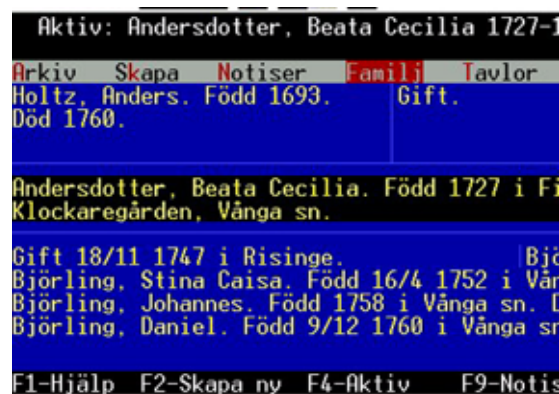 Aktiv: Andersdotter, Beata Cecilia 1727-1
Arkiv Skapa Notiser Familj Tavlor
Holtz, Anders. Född 1693. Gift.
Död 1760.
Andersdotter, Beata Cecilia. Född 1727 i Fi
Klockaregården, Vånga sn.
Gift 18/11 1747 i Risinge. Bjö
Björling, Stina Caisa. Född 16/4 1752 i Vån
Björling, Johannes. Född 1758 i Vånga sn. D
Björling, Daniel. Född 9/12 1760 i Vånga sn
F1-Hjälp F2-Skapa ny F4-Aktiv F9-Notis